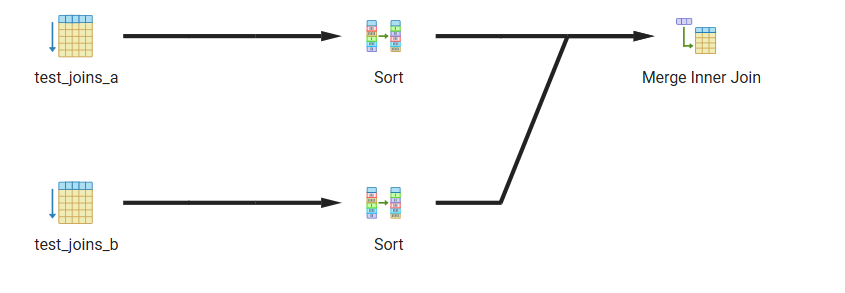 test_joins_a
Sort
Merge Inner Join
test_joins_b
Sort